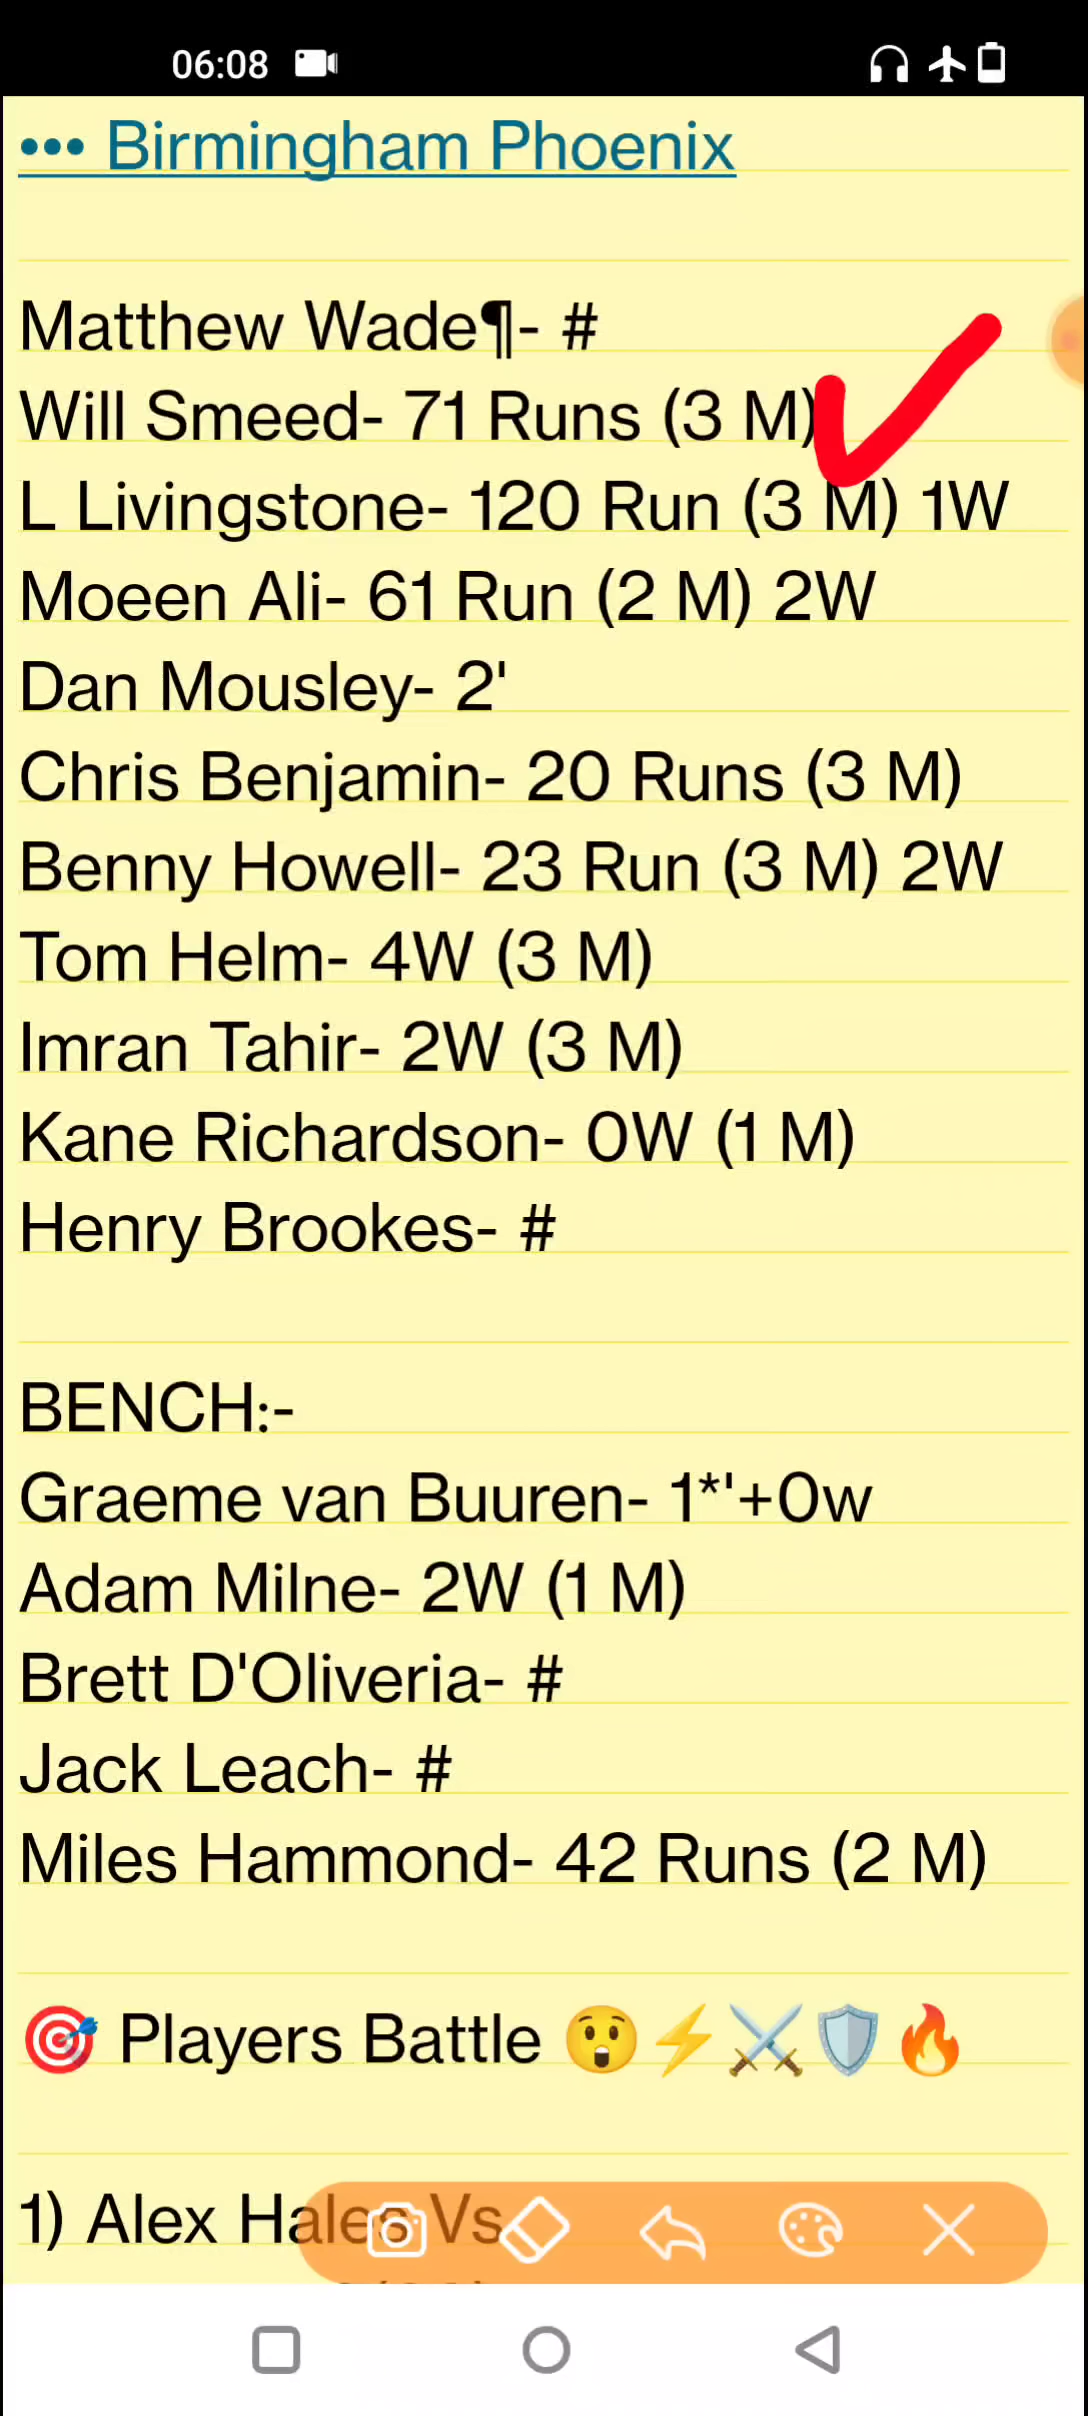 06:08
••• Birmingham Phoenix
Matthew Wade¶- #
Will Smeed- 71 Runs (3 M)
L Livingstone- 120 Run (3 M) 1W
Moeen Ali- 61 Run (2 M) 2W
Dan Mousley- 2'
Chris Benjamin- 20 Runs (3 M)
Benny Howell- 23 Run (3 M) 2W
Tom Helm- 4W (3 M)
Imran Tahir- 2W (3 M)
Kane Richardson- 0W (1 M)
Henry Brookes- #
BENCH:-
Graeme van Buuren- 1*'+0w
Adam Milne- 2W (1 M)
Brett D'Oliveria- #
Jack Leach- #
Miles Hammond- 42 Runs (2 M)
🎯 Players Battle 😲⚡⚔️🛡️🔥
1) Alex Hales Vs